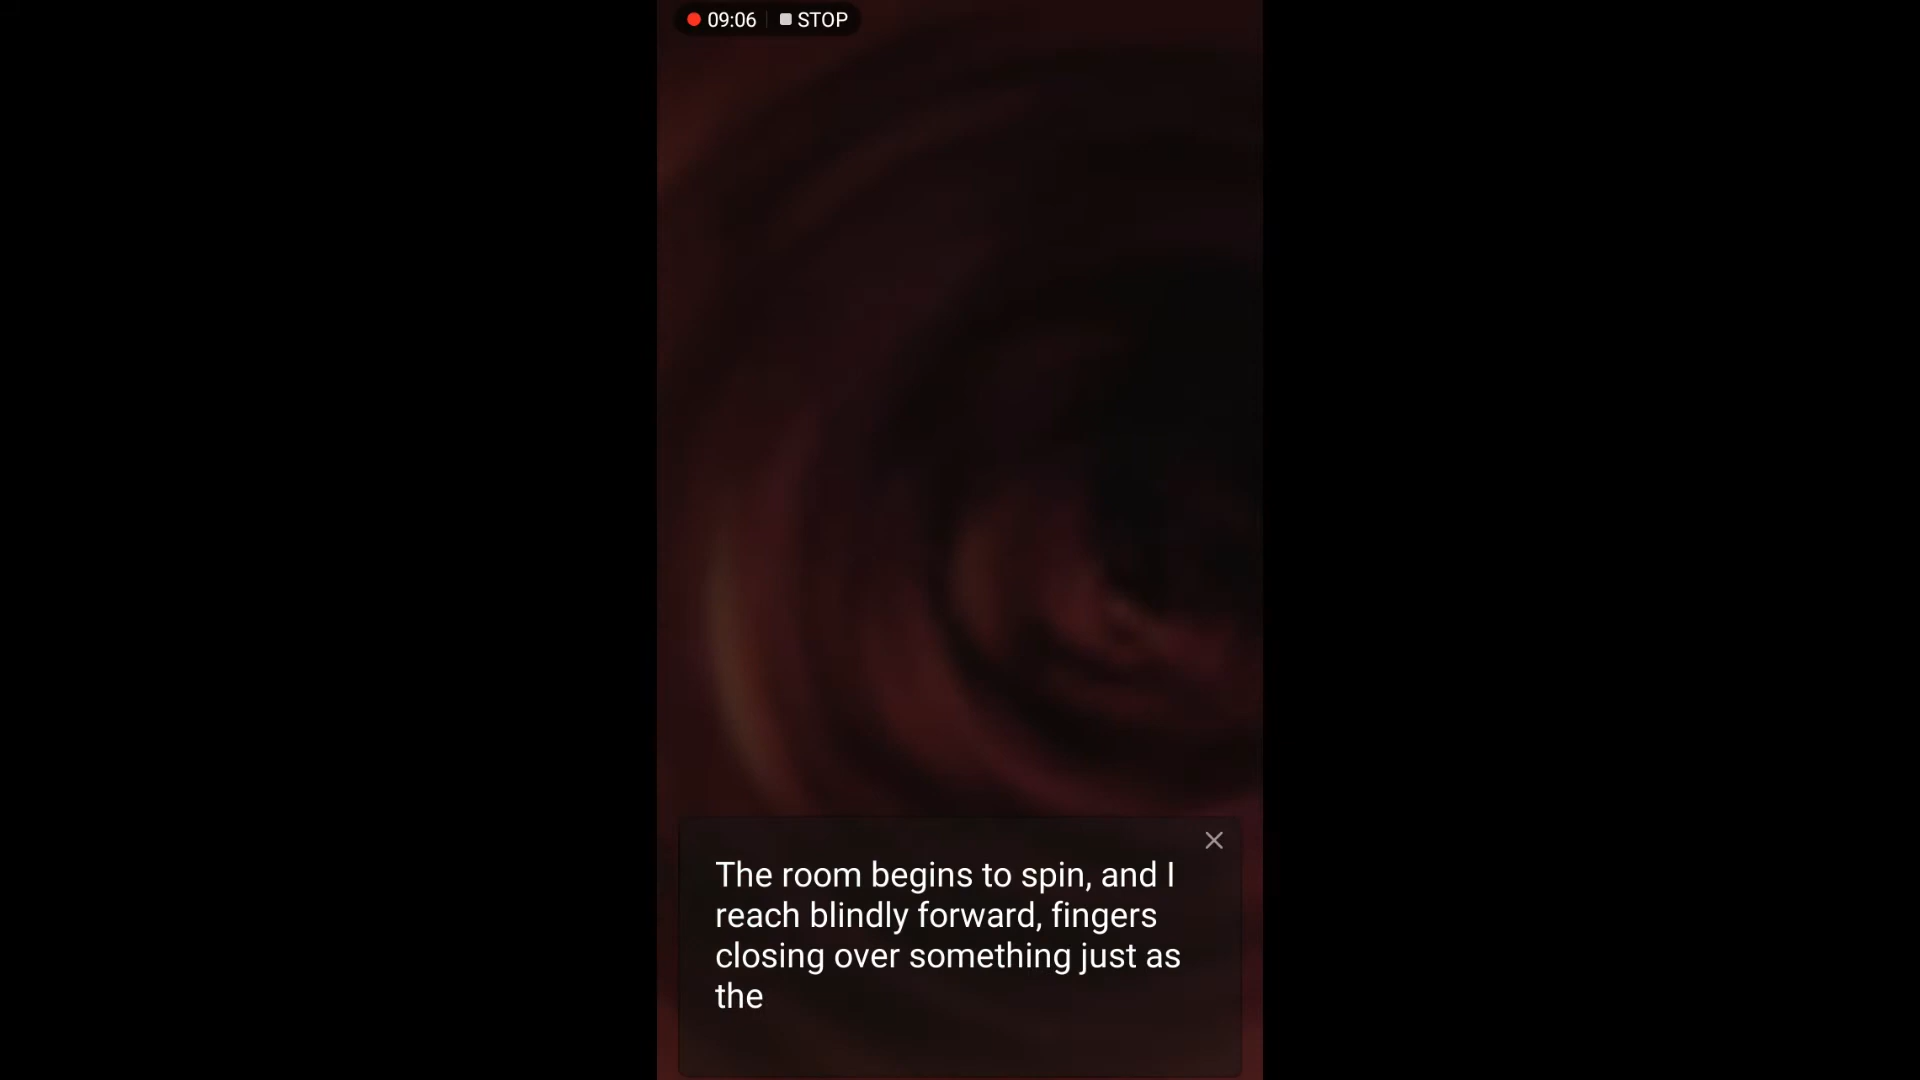 09:06 STOP
The room begins to spin, and I
reach blindly forward, fingers
closing over something just as
the